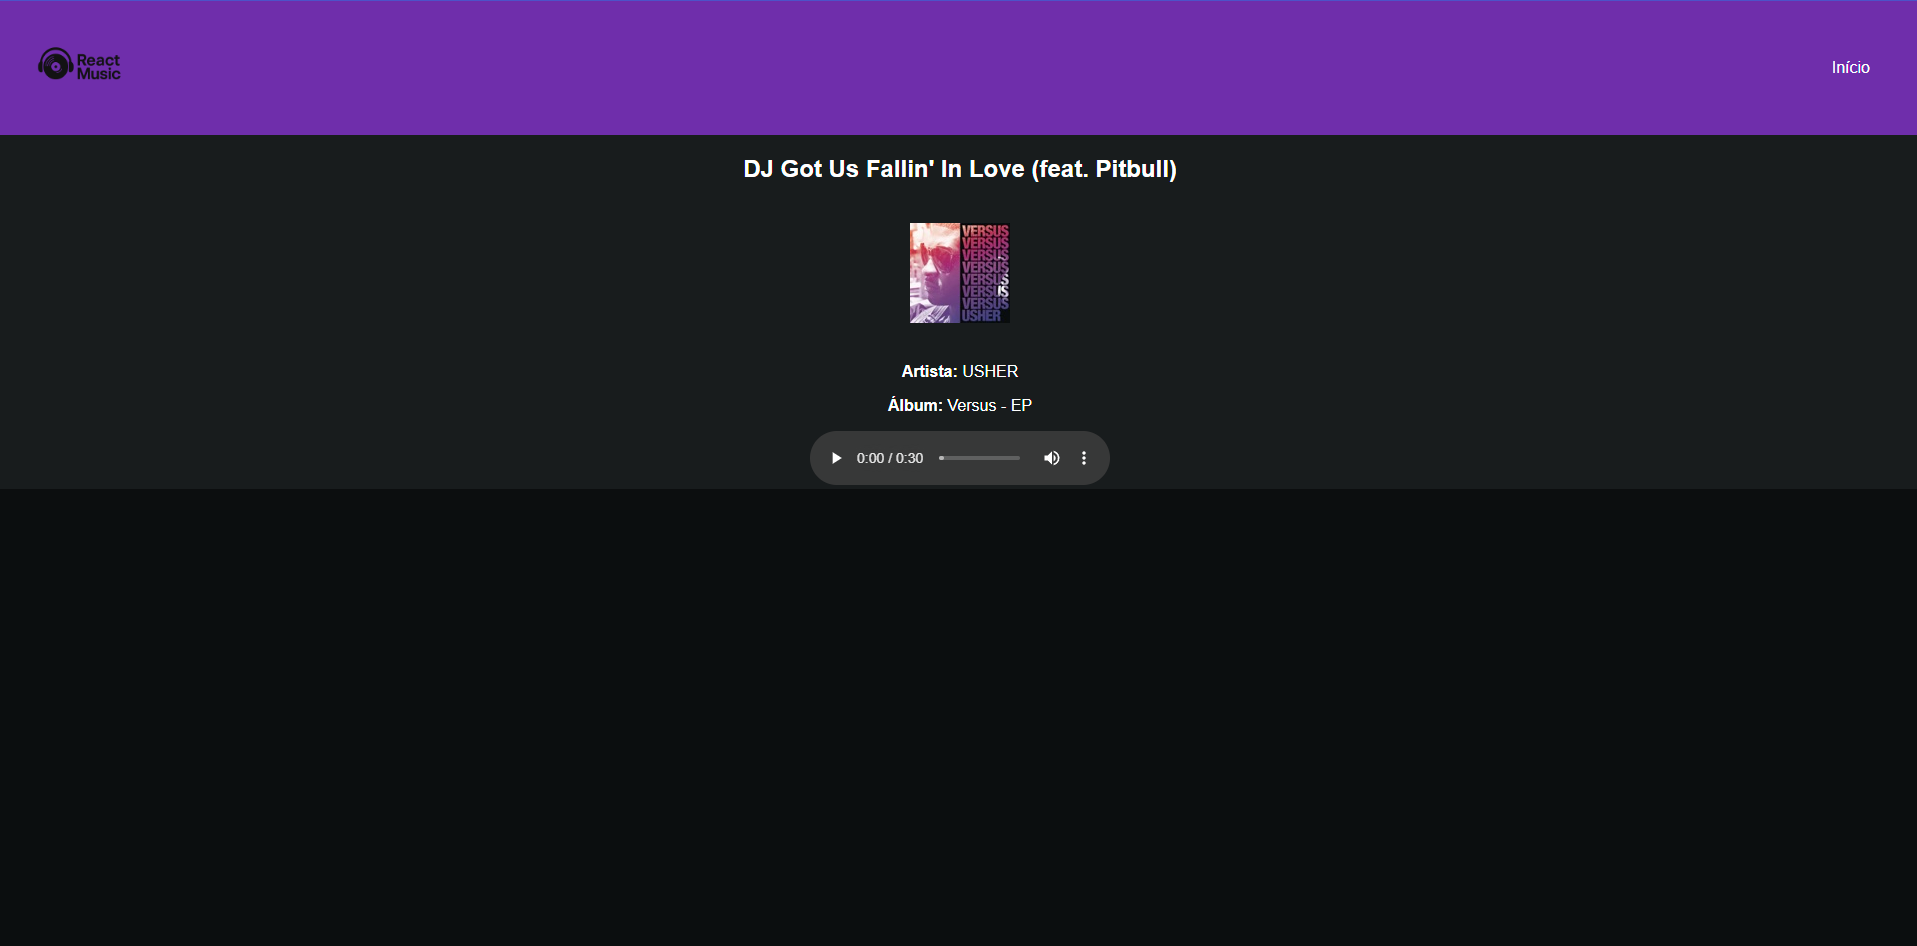 React
Music
Início
DJ Got Us Fallin' In Love (feat. Pitbull)
VERSUS
VERSUS
VERSUS
VERSUS
VERSUS
VERSUS
VERSUS
USHER
Artista: USHER
Álbum: Versus - EP
0:00 / 0:30